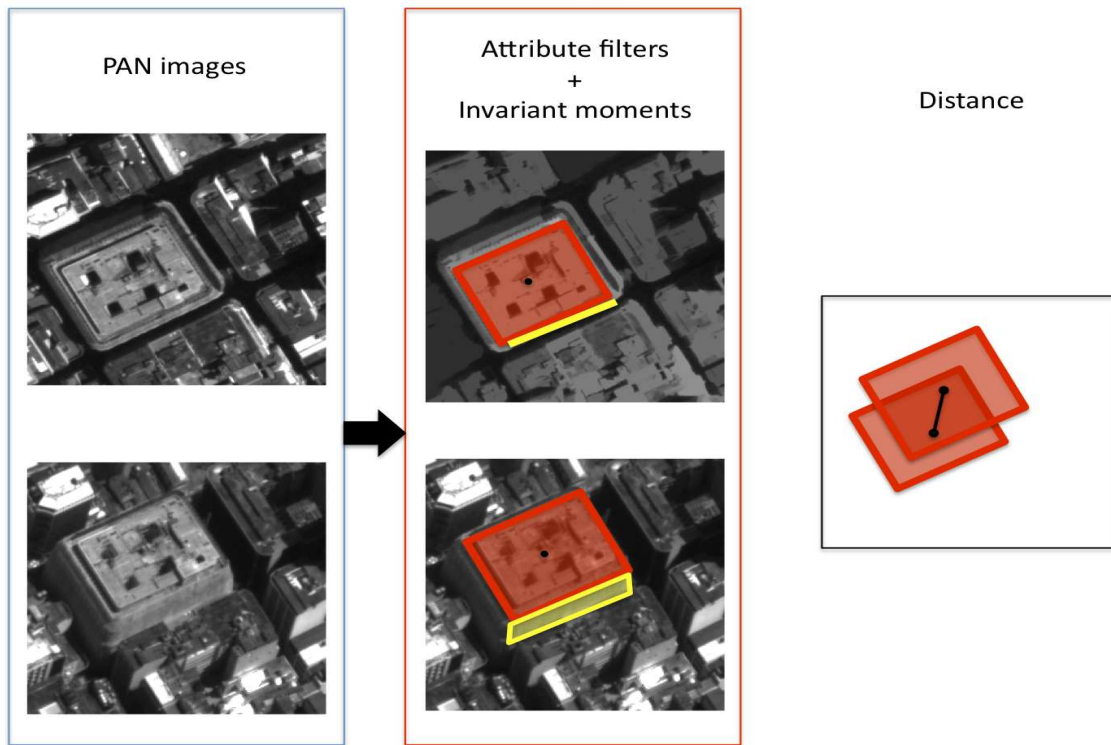 PAN images
Attribute filters
+
Invariant moments
Distance